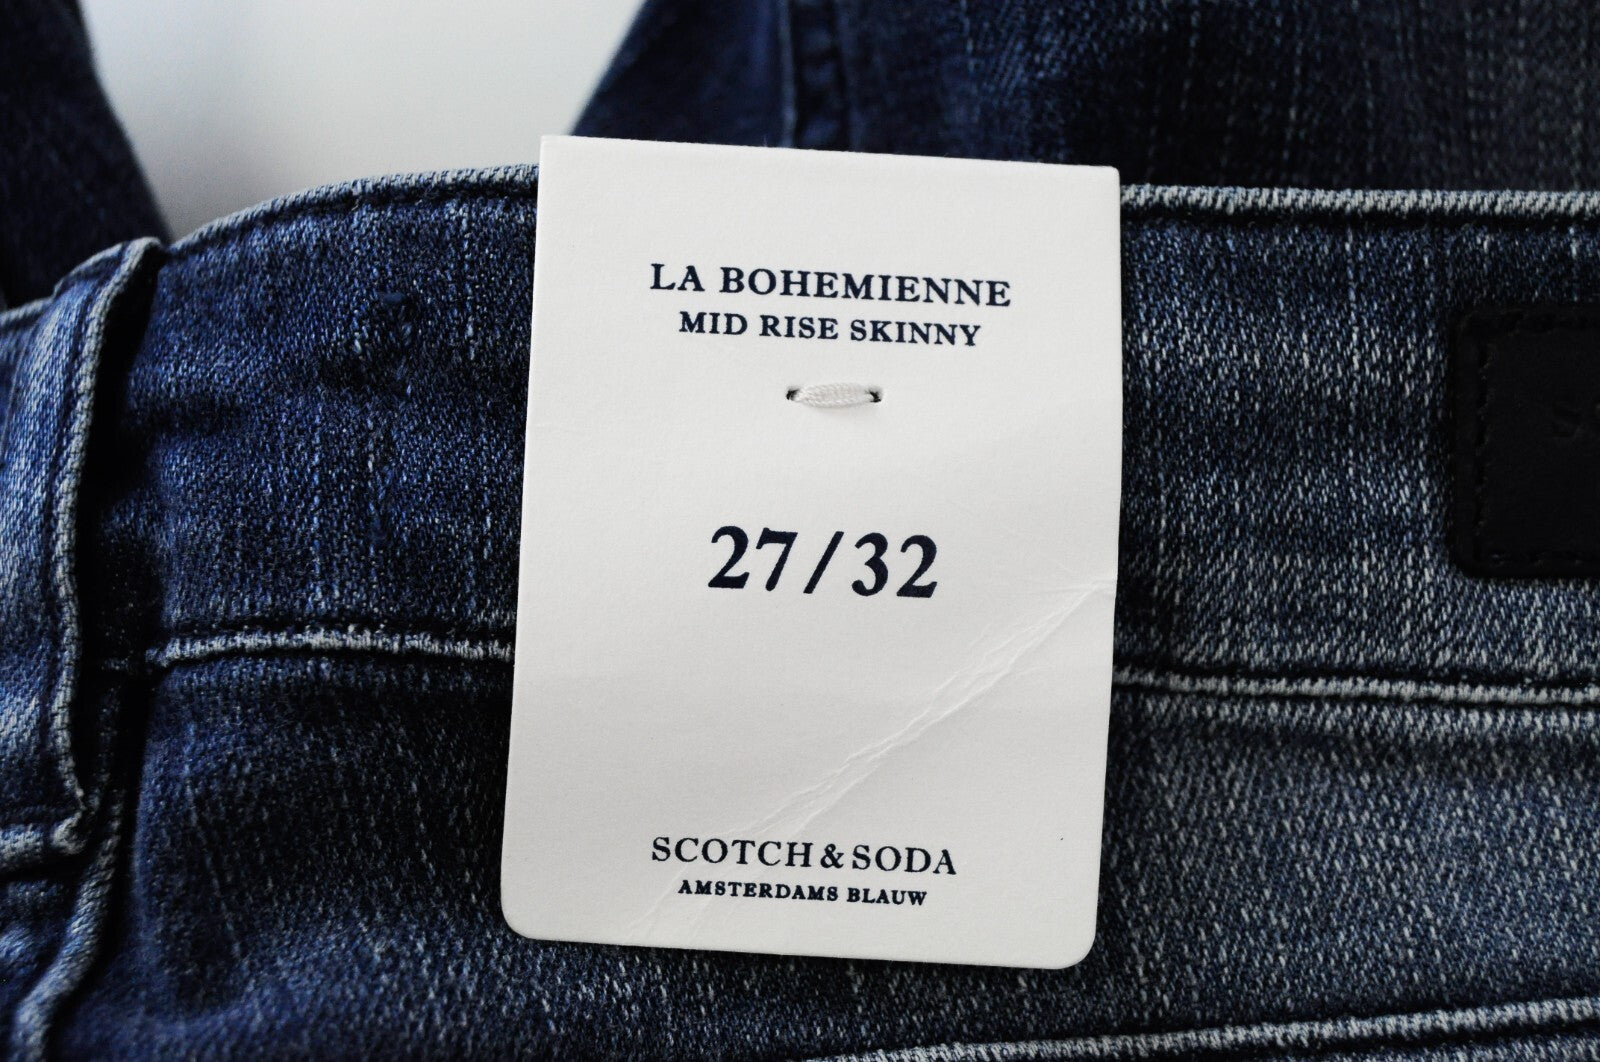 LA BOHEMIENNE
MID RISE SKINNY
27/32
SCOTCH & SODA
AMSTERDAMS BLAUW